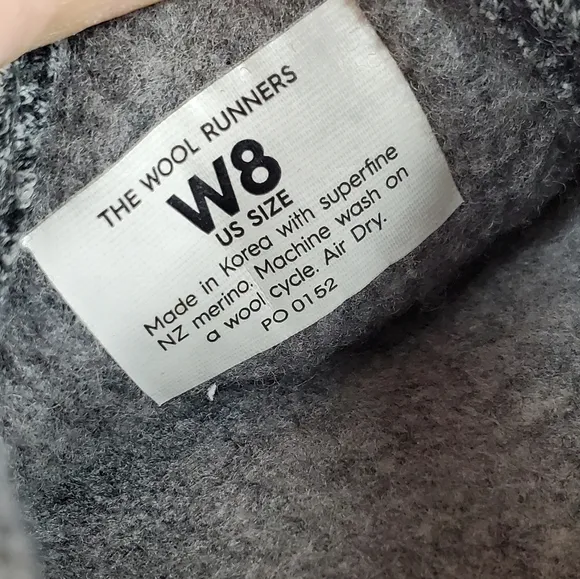 THE WOOL RUNNERS
W8
US SIZE
Made in Korea with superfine
NZ merino. Machine wash on
a wool cycle. Air Dry.
PO 0152